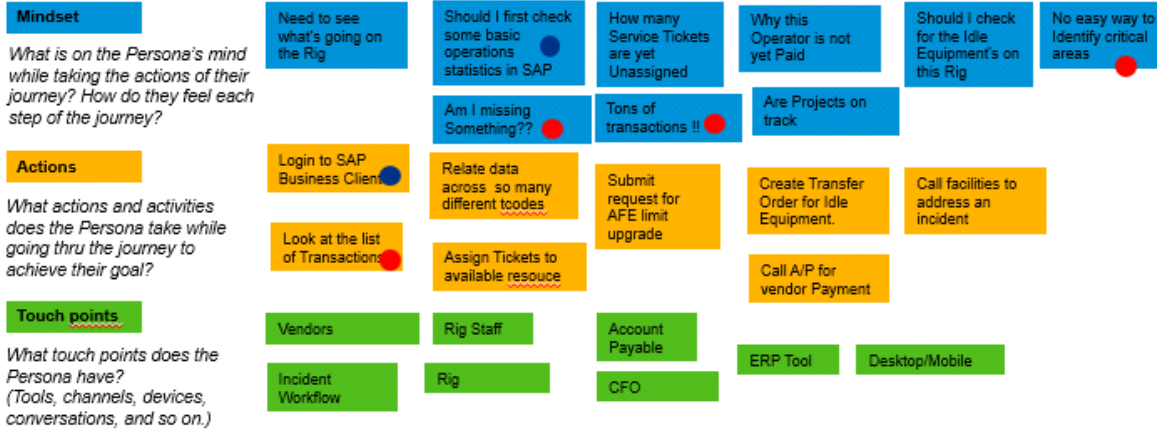 Mindset
What is on the Persona's mind
while taking the actions of their
journey? How do they feel each
step of the journey?
Need to see
what's going on
the Rig
Should I first check
some basic
operations
statistics in SAP
How many
Service Tickets
are yet
Unassigned
Why this
Operator is not
yet Paid
Should I check
for the Idle
Equipment's on
this Rig
No easy way to
Identify critical
areas
Am I missing
Something??
Tons of
transactions !!
Are Projects on
track
Actions
What actions and activities
does the Persona take while
going thru the journey to
achieve their goal?
Login to SAP
Business Client
Relate data
across so many
different tcodes
Submit
request for
AFE limit
upgrade
Create Transfer
Order for Idle
Equipment.
Call facilities to
address an
incident
Look at the list
of Transactions
Assign Tickets to
available resouce
Call A/P for
vendor Payment
Touch points
What touch points does the
Persona have?
(Tools, channels, devices,
conversations, and so on.)
Vendors
Rig Staff
Account
Payable
ERP Tool
Desktop/Mobile
Incident
Workflow
Rig
CFO